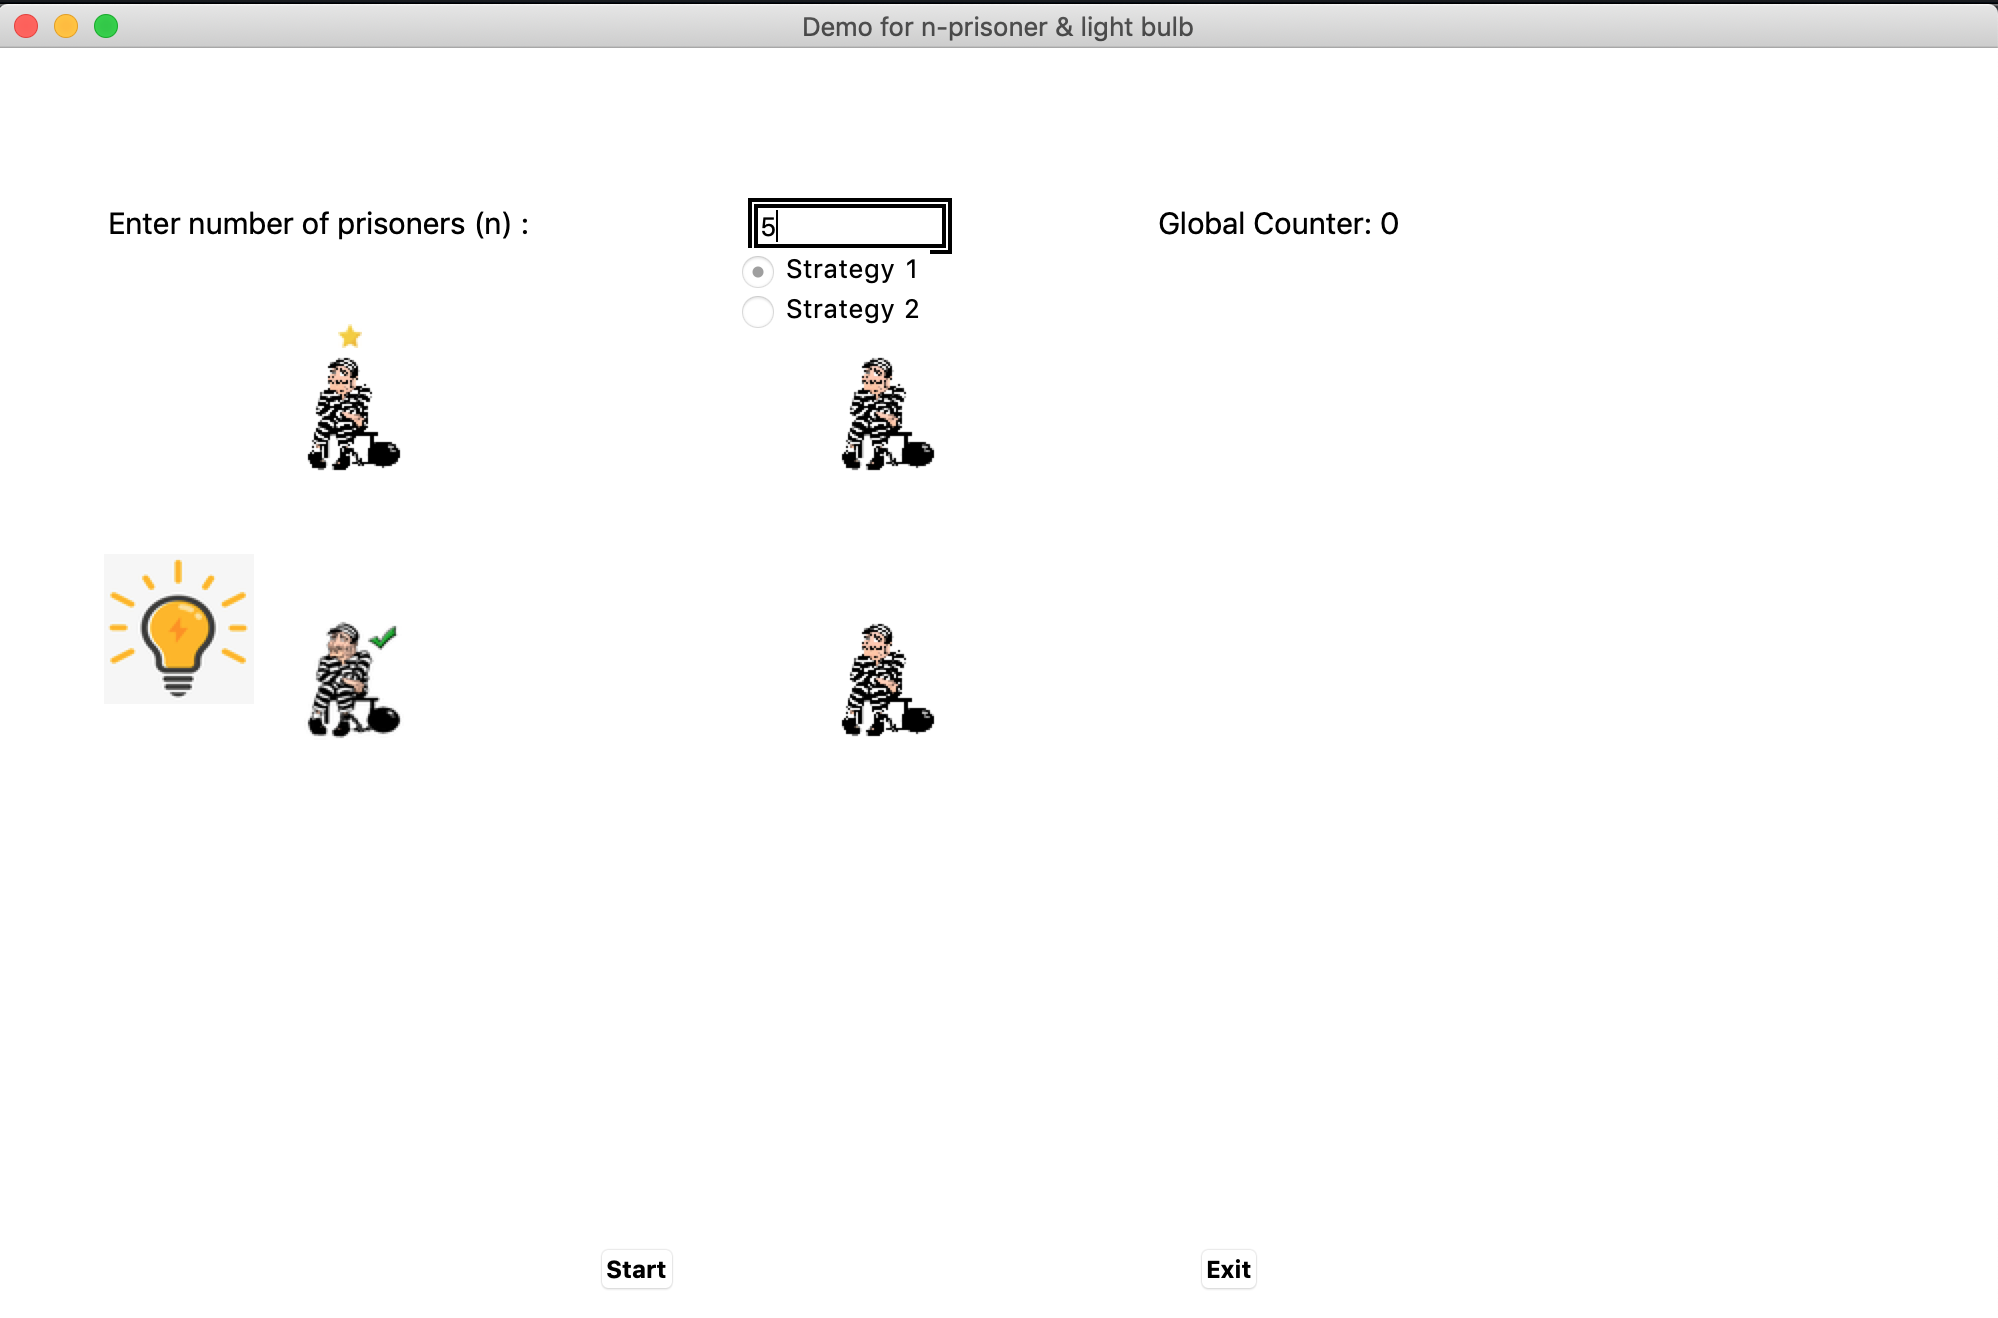 Demo for n-prisoner & light bulb
Enter number of prisoners (n) :
5
Global Counter: 0
Strategy 1
Strategy 2
Start
Exit